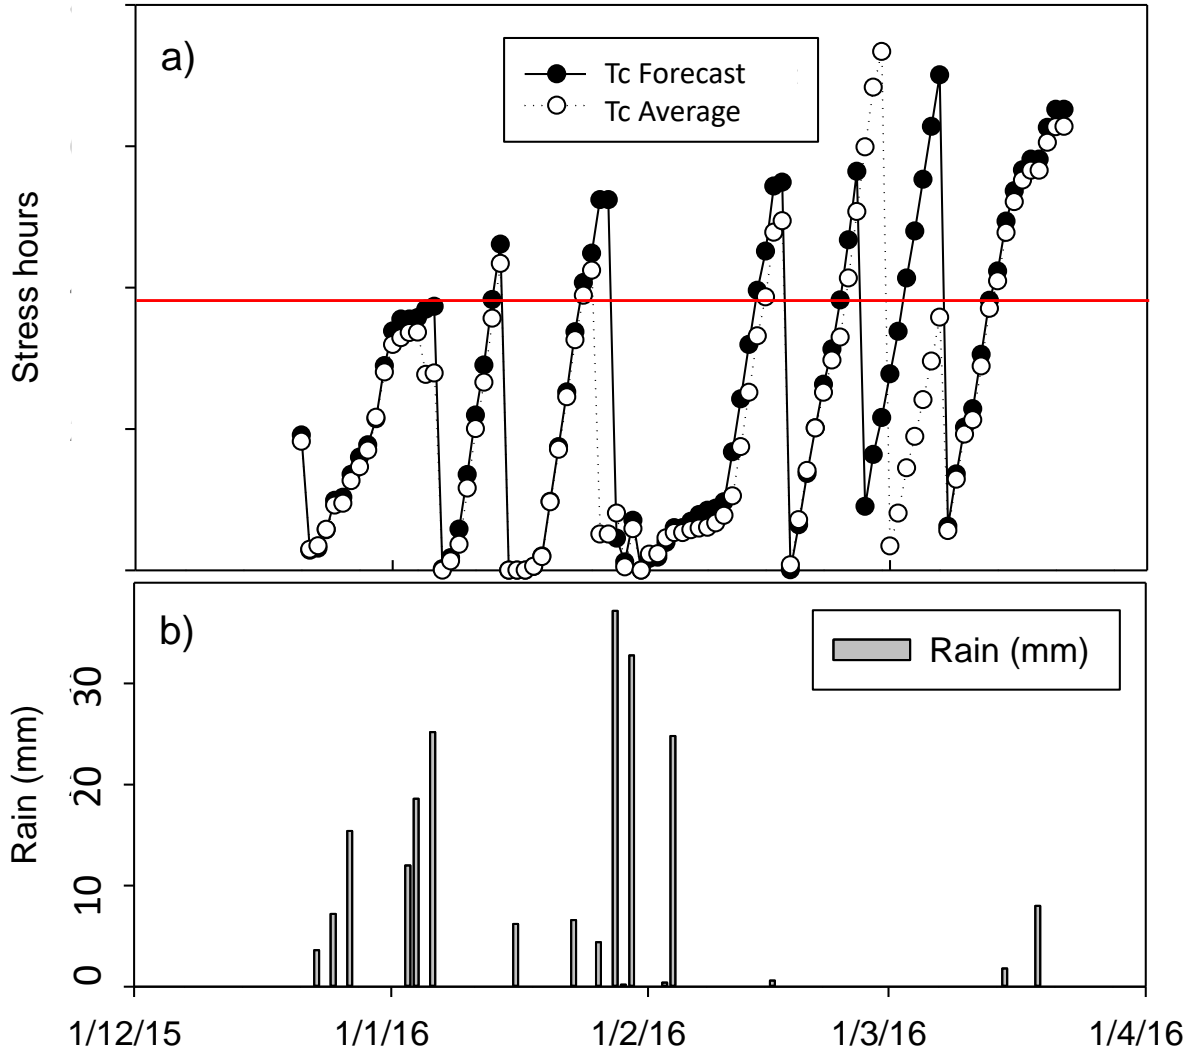 a)
Tc Forecast
Tc Average
Stress hours
b)
Rain (mm)
30
20
10
0
Rain (mm)
1/12/15
1/1/16
1/2/16
1/3/16
1/4/16